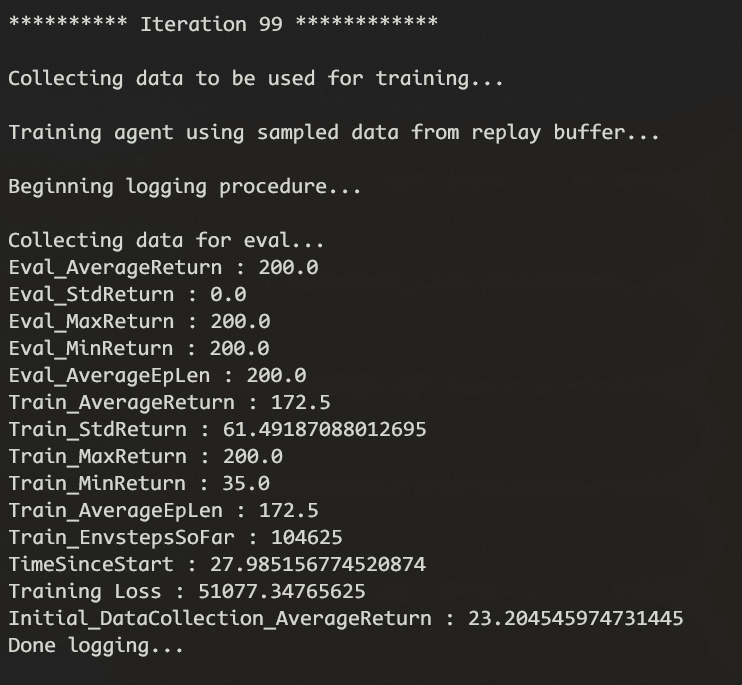 ********** Iteration 99 ************
Collecting data to be used for training...
Training agent using sampled data from replay buffer...
Beginning logging procedure...
Collecting data for eval...
Eval_AverageReturn : 200.0
Eval_StdReturn : 0.0
Eval_MaxReturn : 200.0
Eval_MinReturn : 200.0
Eval_AverageEpLen : 200.0
Train_AverageReturn : 172.5
Train_StdReturn : 61.49187088012695
Train_MaxReturn : 200.0
Train_MinReturn : 35.0
Train_AverageEpLen : 172.5
Train_EnvstepsSoFar : 104625
TimeSinceStart : 27.985156774520874
Training Loss : 51077.34765625
Initial_DataCollection_AverageReturn : 23.204545974731445
Done logging...